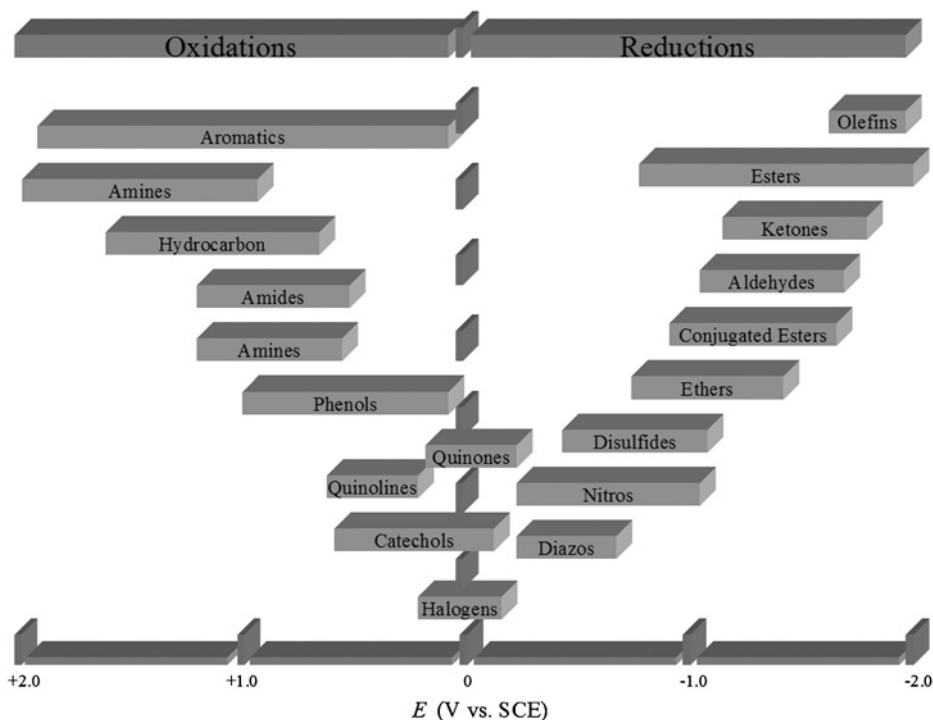 Oxidations
Reductions
Olefins
Aromatics
Esters
Amines
Ketones
Hydrocarbon
Aldehydes
Amides
Conjugated Esters
Amines
Ethers
Phenols
Disulfides
Quinones
Quinolines
Nitros
Catechols
Diazos
Halogens
+2.0 +1.0 0 -1.0 -2.0
E (V vs. SCE)